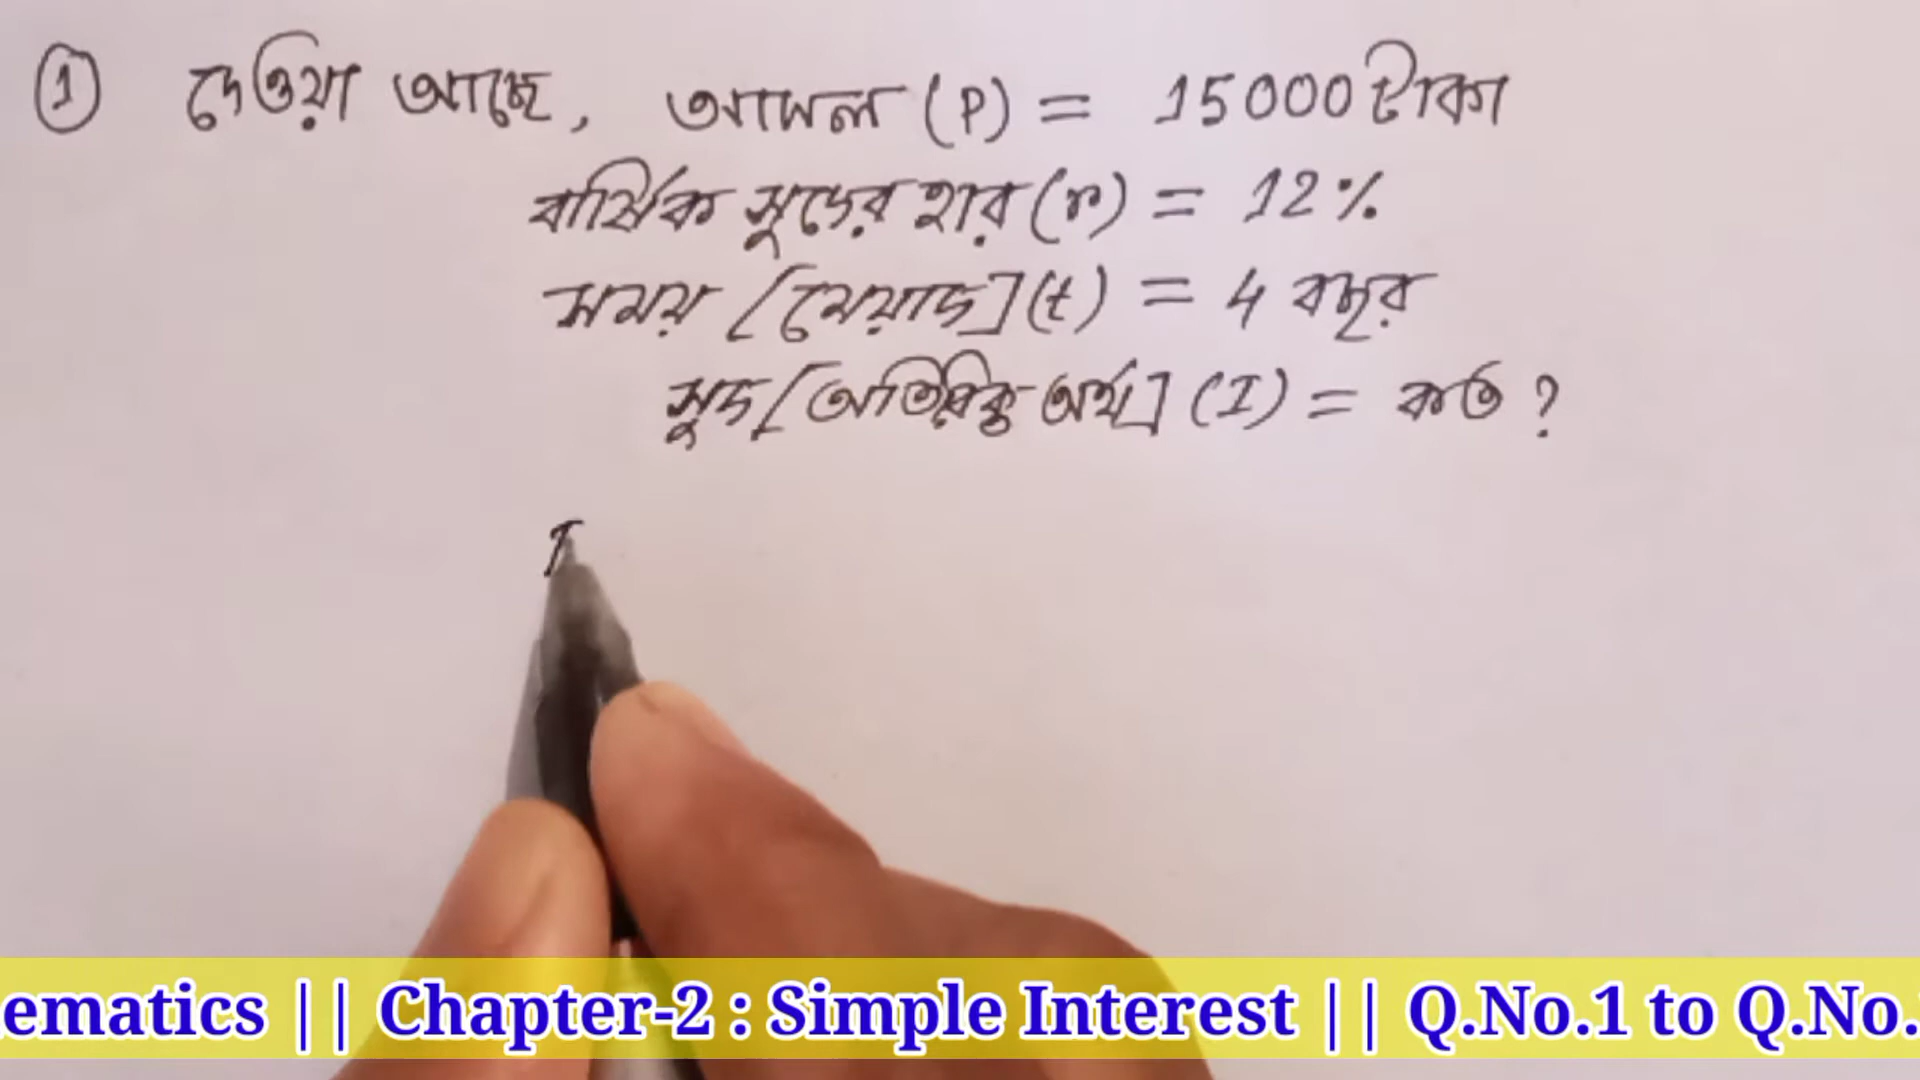 ① দেওয়া আছে, আসল (P) = 15000 টাকা
বার্ষিক সুদের হার (r) = 12%
সময় [মেয়াদ] (t) = 4 বছর
সুদ [অতিরিক্ত অর্থ] (I) = কত ?
I
ematics || Chapter-2 : Simple Interest || Q.No.1 to Q.No.